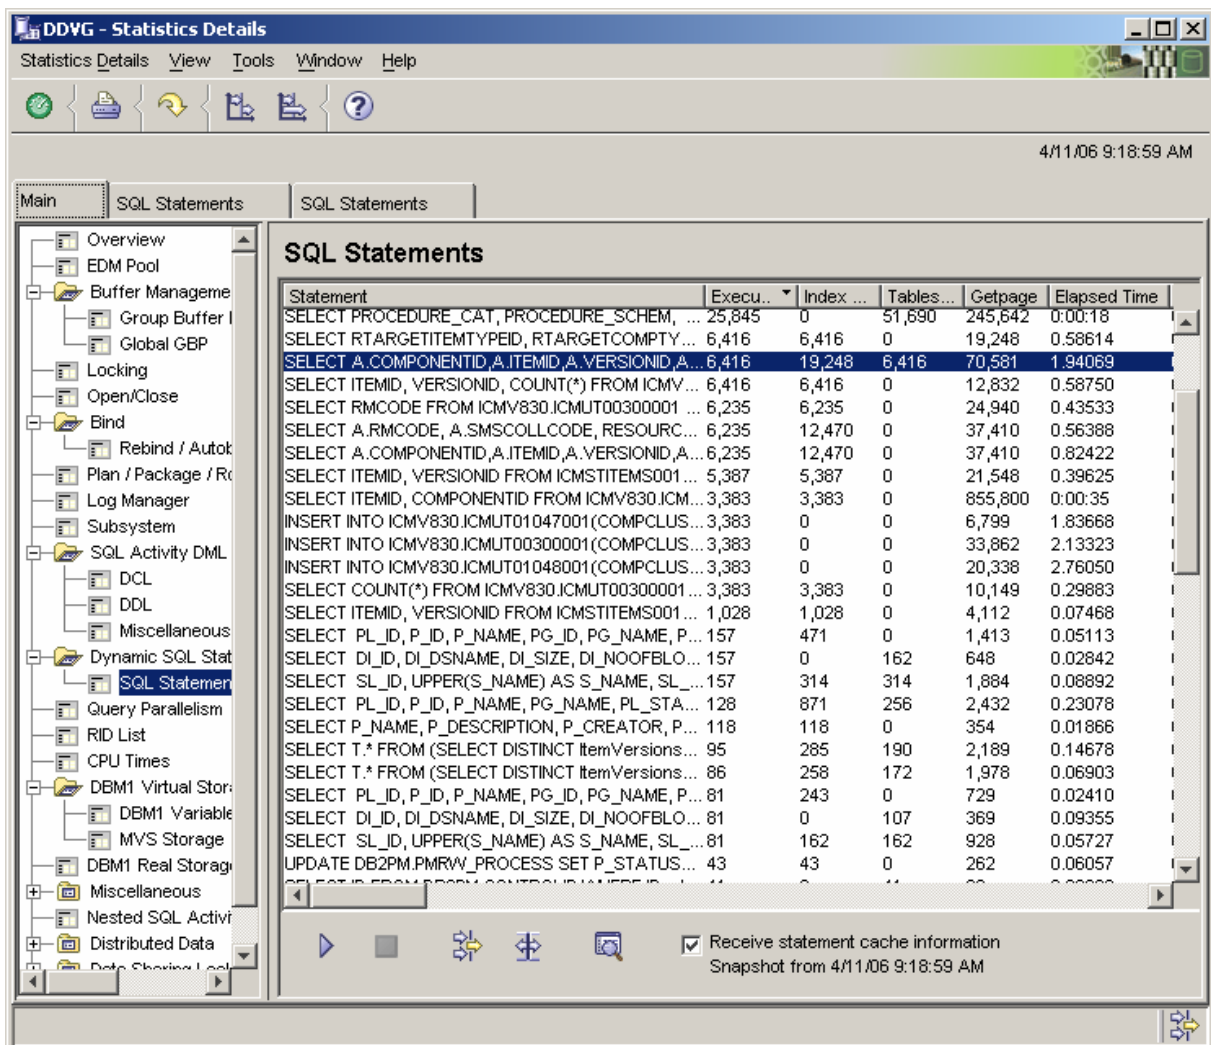 DDVG - Statistics Details
Statistics Details View Tools Window Help
4/11/06 9:18:59 AM
Main SQL Statements SQL Statements
Overview
EDM Pool
Buffer Manageme
Group Buffer
Global GBP
Locking
Open/Close
Bind
Rebind / Autob
Plan / Package / Ro
Log Manager
Subsystem
SQL Activity DML
DCL
DDL
Miscellaneous
Dynamic SQL Stat
SQL Statemen
Query Parallelism
RID List
CPU Times
DBM1 Virtual Stor
DBM1 Variable
MVS Storage
DBM1 Real Storag
Miscellaneous
Nested SQL Activi
Distributed Data
Data Sharing Lock
SQL Statements
Statement Execu... Index ... Tables... Getpage Elapsed Time
SELECT PROCEDURE_CAT, PROCEDURE_SCHEM, ... 25,845 0 51,690 245,642 0:00:18
SELECT RTARGETITEMTYPEID, RTARGETCOMPTY... 6,416 6,416 0 19,248 0.58614
SELECT A.COMPONENTID,A.ITEMID,A.VERSIONID,A... 6,416 19,248 6,416 70,581 1.94069
SELECT ITEMID, VERSIONID, COUNT(*) FROM ICMV... 6,416 6,416 0 12,832 0.58750
SELECT RMCODE FROM ICMV830.ICMUT00300001 ... 6,235 6,235 0 24,940 0.43533
SELECT A.RMCODE, A.SMSCOLLCODE, RESOURC... 6,235 12,470 0 37,410 0.56388
SELECT A.COMPONENTID,A.ITEMID,A.VERSIONID,A... 6,235 12,470 0 37,410 0.82422
SELECT ITEMID, VERSIONID FROM ICMSTITEMS001 ... 5,387 5,387 0 21,548 0.39625
SELECT ITEMID, COMPONENTID FROM ICMV830.ICM... 3,383 3,383 0 855,800 0:00:35
INSERT INTO ICMV830.ICMUT01047001(COMPCLUS... 3,383 0 0 6,799 1.83668
INSERT INTO ICMV830.ICMUT00300001(COMPCLUS... 3,383 0 0 33,862 2.13323
INSERT INTO ICMV830.ICMUT01048001(COMPCLUS... 3,383 0 0 20,338 2.76050
SELECT COUNT(*) FROM ICMV830.ICMUT00300001 ... 3,383 3,383 0 10,149 0.29883
SELECT ITEMID, VERSIONID FROM ICMSTITEMS001 ... 1,028 1,028 0 4,112 0.07468
SELECT PL_ID, P_ID, P_NAME, PG_ID, PG_NAME, P... 157 471 0 1,413 0.05113
SELECT DI_ID, DI_DSNAME, DI_SIZE, DI_NOOFBLO... 157 0 162 648 0.02842
SELECT SL_ID, UPPER(S_NAME) AS S_NAME, SL_... 157 314 314 1,884 0.08892
SELECT PL_ID, P_ID, P_NAME, PG_NAME, PL_STA... 128 871 256 2,432 0.23078
SELECT P_NAME, P_DESCRIPTION, P_CREATOR, P... 118 118 0 354 0.01866
SELECT T.* FROM (SELECT DISTINCT ItemVersions... 95 285 190 2,189 0.14678
SELECT T.* FROM (SELECT DISTINCT ItemVersions... 86 258 172 1,978 0.06903
SELECT PL_ID, P_ID, P_NAME, PG_ID, PG_NAME, P... 81 243 0 729 0.02410
SELECT DI_ID, DI_DSNAME, DI_SIZE, DI_NOOFBLO... 81 0 107 369 0.09355
SELECT SL_ID, UPPER(S_NAME) AS S_NAME, SL_... 81 162 162 928 0.05727
UPDATE DB2PM.PMRW_PROCESS SET P_STATUS... 43 43 0 262 0.06057
Receive statement cache information
Snapshot from 4/11/06 9:18:59 AM